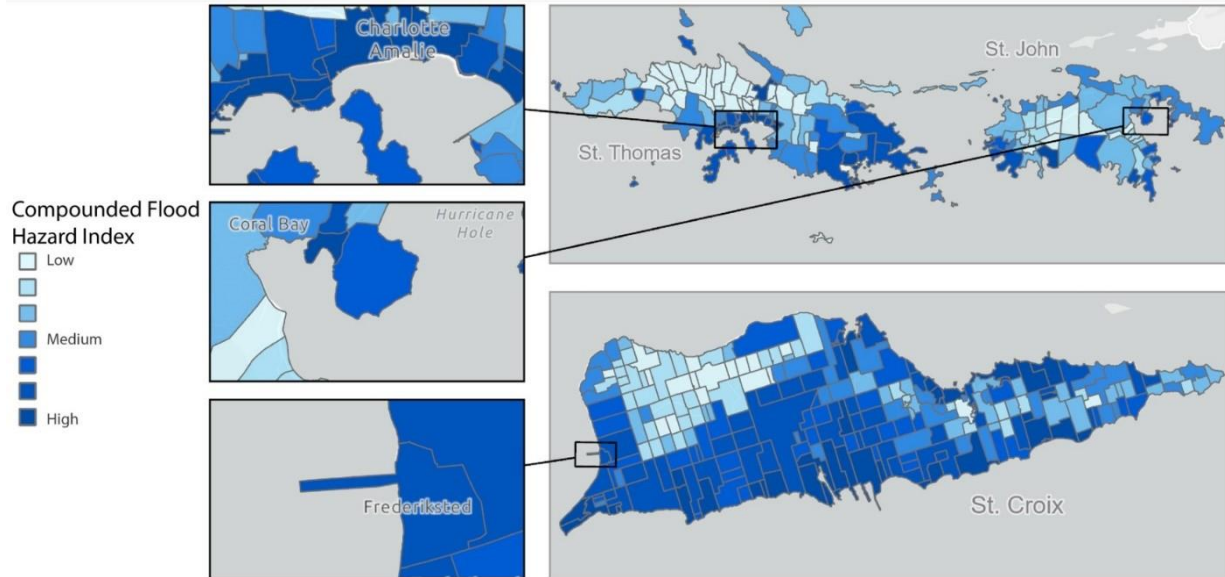 Charlotte
Amalie
St. John
St. Thomas
Compounded Flood
Hazard Index
Low
Medium
High
Coral Bay
Hurricane
Hole
Frederiksted
St. Croix